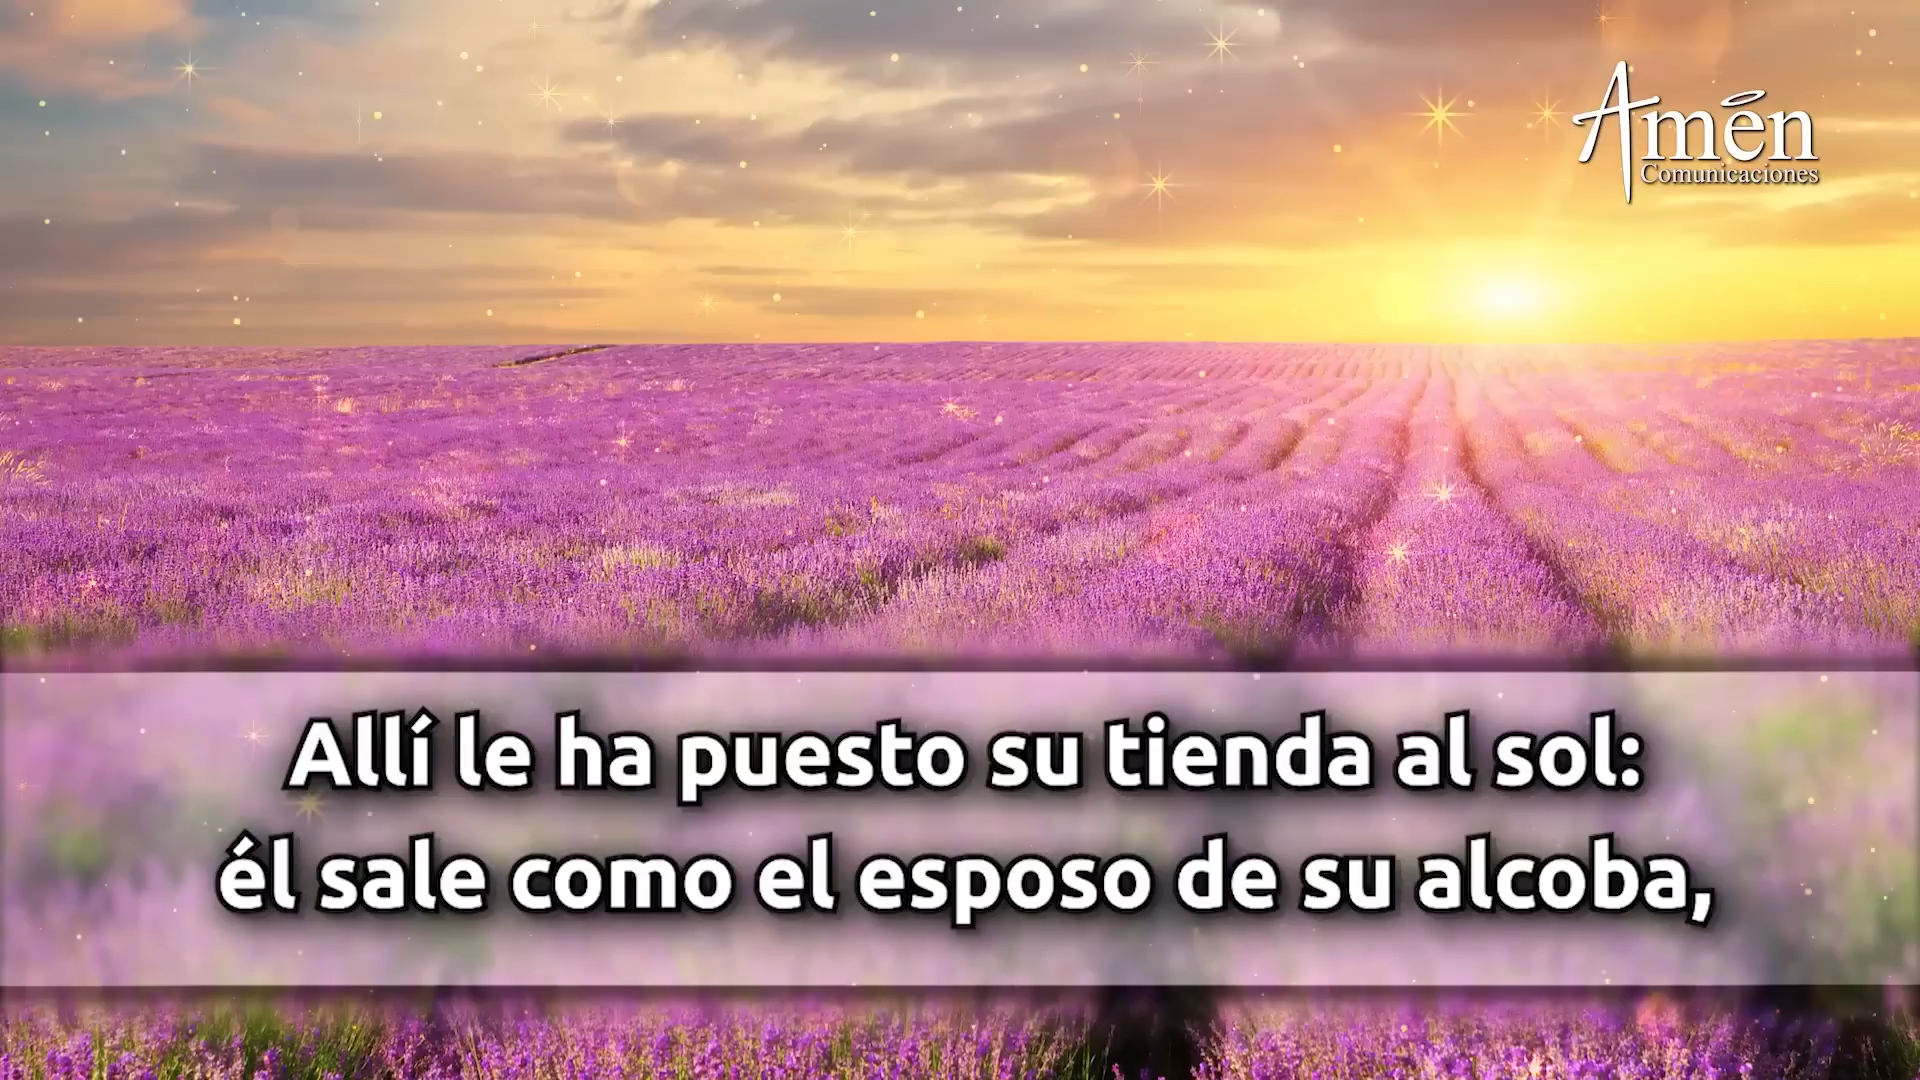 Amén
Comunicaciones
Allí le ha puesto su tienda al sol:
él sale como el esposo de su alcoba,